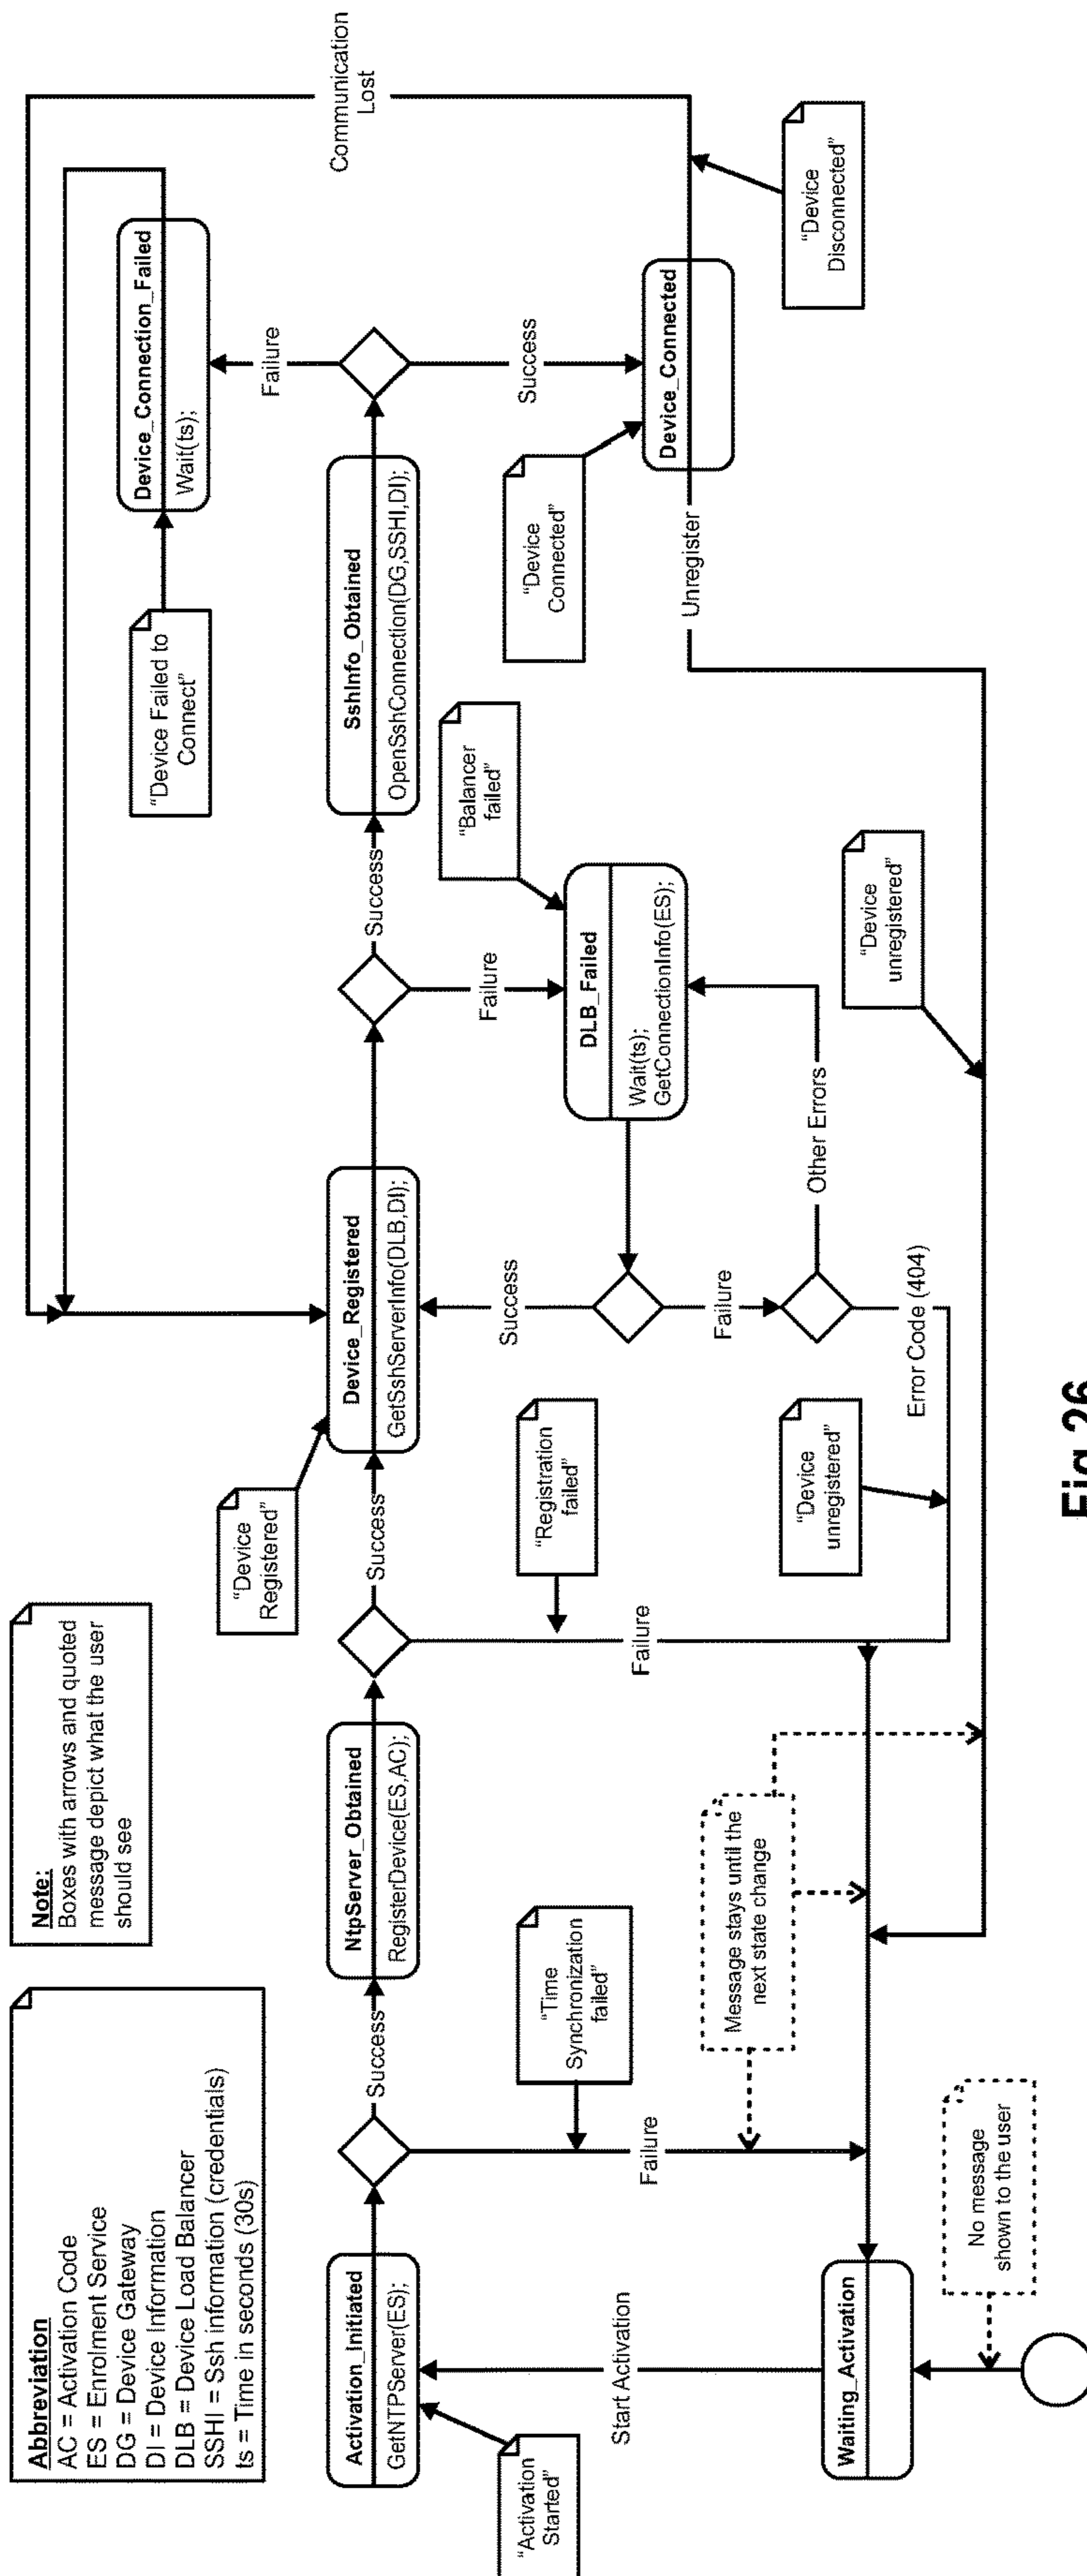 Abbreviation
AC = Activation Code
ES = Enrolment Service
DG = Device Gateway
DI = Device Information
DLB = Device Load Balancer
SSHI = Ssh information (credentials)
ts = Time in seconds (30s)
Note:
Boxes with arrows and quoted
message depict what the user
should see
"Activation
Started"
Activation_Initiated
GetNTPServer(ES);
Success
NtpServer_Obtained
RegisterDevice(ES,AC);
Success
"Device
Registered"
Device_Registered
GetSshServerInfo(DLB,DI);
Success
SshInfo_Obtained
OpenSshConnection(DG,SSHI,DI);
"Device Failed to
Connect"
Device_Connection_Failed
Wait(ts);
Failure
Success
Communication
Lost
"Time
Synchronization
failed"
Failure
"Registration
failed"
Failure
Success
Failure
DLB_Failed
Wait(ts);
GetConnectionInfo(ES);
"Balancer
failed"
"Device
Connected"
Device_Connected
"Device
Disconnected"
Unregister
Start Activation
Message stays until the
next state change
Failure
Other Errors
"Device
unregistered"
Error Code (404)
"Device
unregistered"
Waiting_Activation
No message
shown to the user
Fig.26